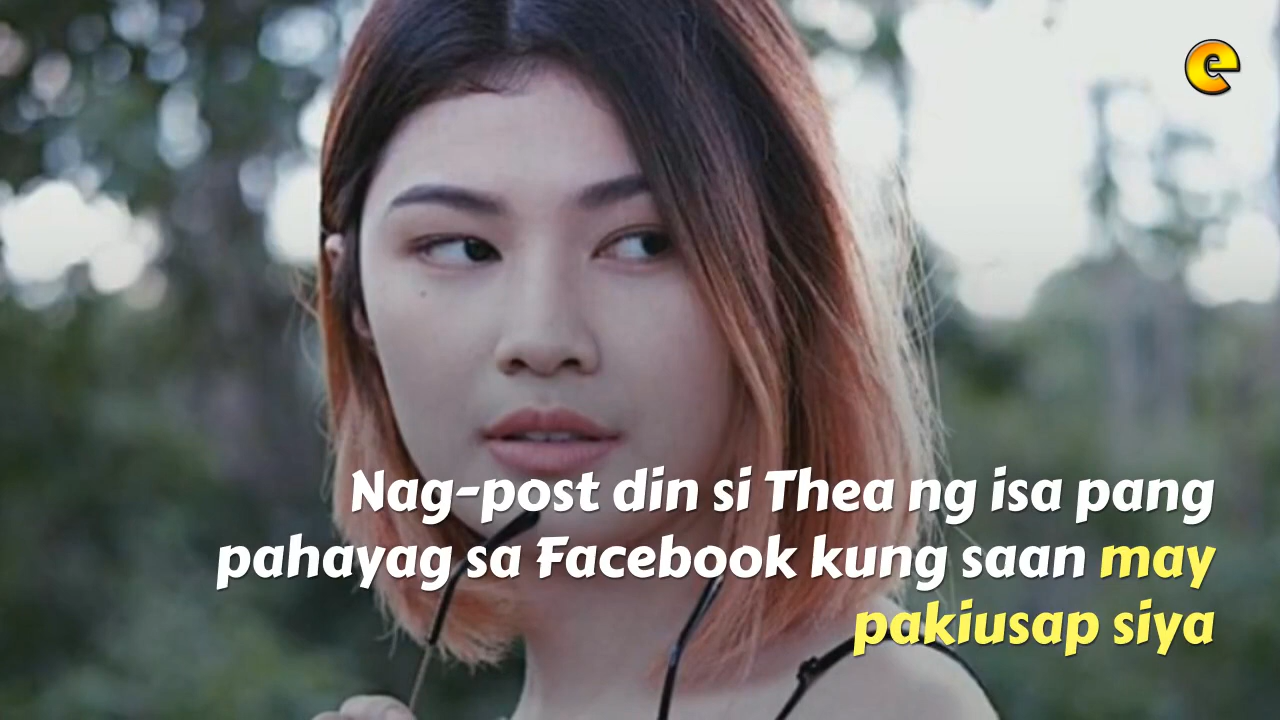 e
Nag-post din si Thea ng isa pang
pahayag sa Facebook kung saan may
pakiusap siya